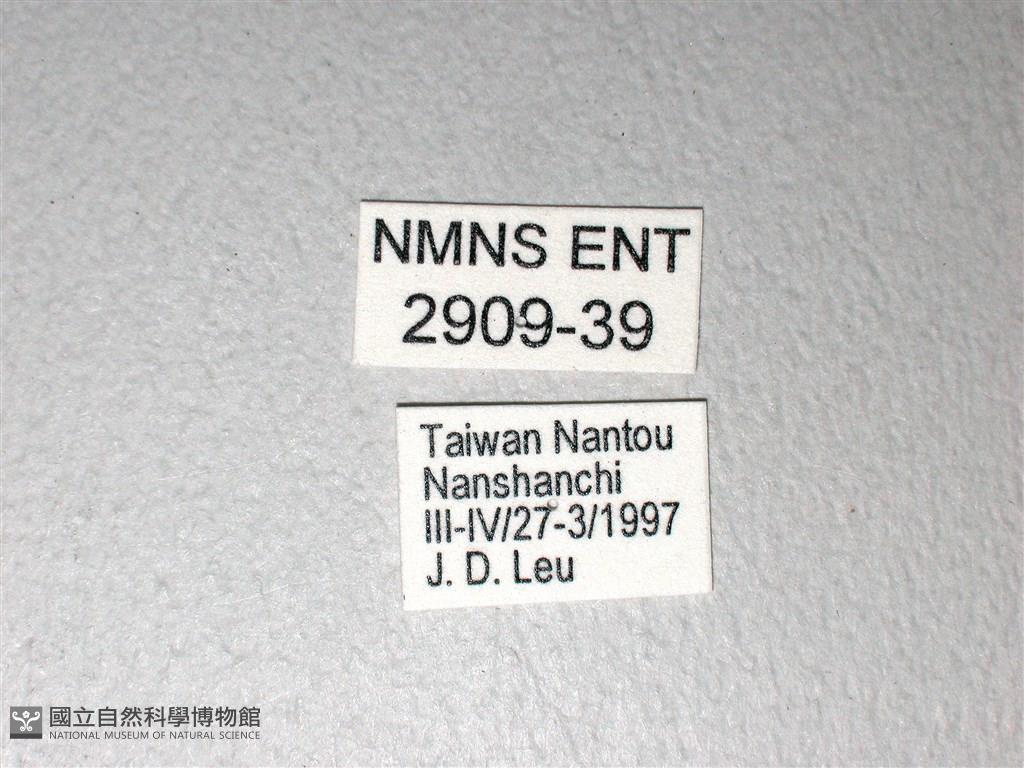 NMNS ENT
2909-39
Taiwan Nantou
Nanshanchi
III-IV/27-3/1997
J. D. Leu
國立自然科學博物館
NATIONAL MUSEUM OF NATURAL SCIENCE